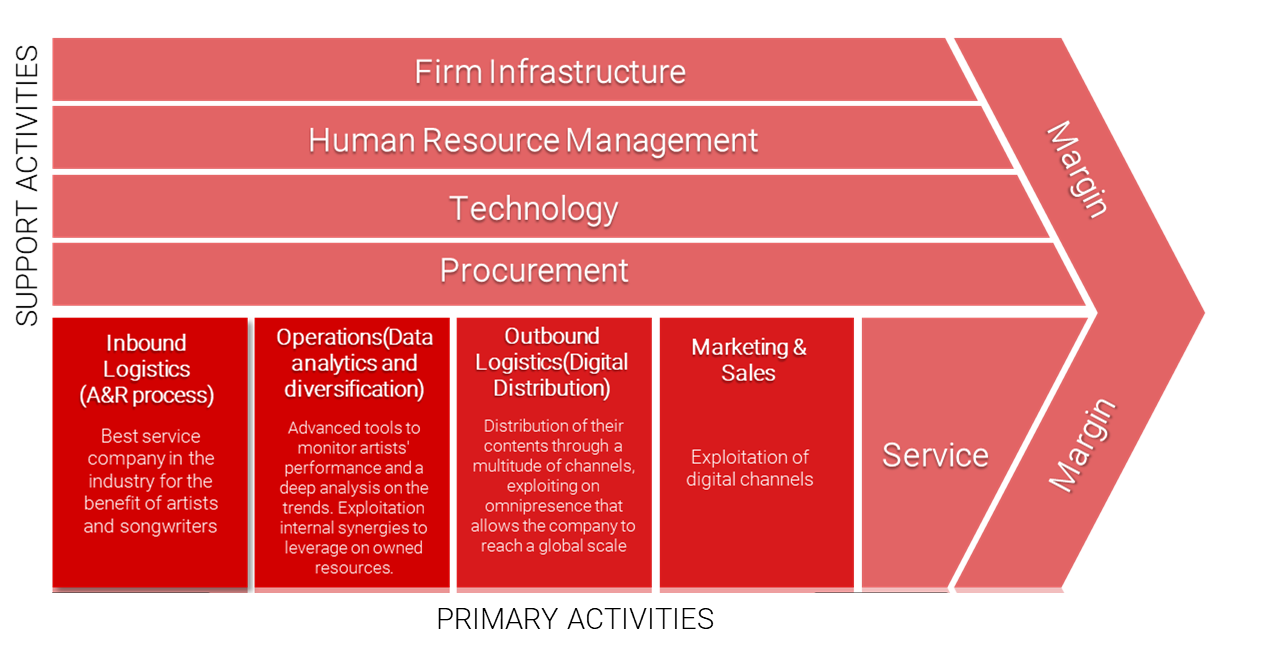 SUPPORT ACTIVITIES
Firm Infrastructure
Human Resource Management
Technology
Procurement
Margin
Inbound
Logistics
(A&R process)
Best service
company in the
industry for the
benefit of artists
and songwriters
Operations(Data
analytics and
diversification)
Advanced tools to
monitor artists'
performance and a
deep analysis on the
trends. Exploitation
internal synergies to
leverage on owned
resources.
Outbound
Logistics(Digital
Distribution)
Distribution of their
contents through a
multitude of channels,
exploiting on
omnipresence that
allows the company to
reach a global scale
Marketing &
Sales
Exploitation of
digital channels
Service
Margin
PRIMARY ACTIVITIES